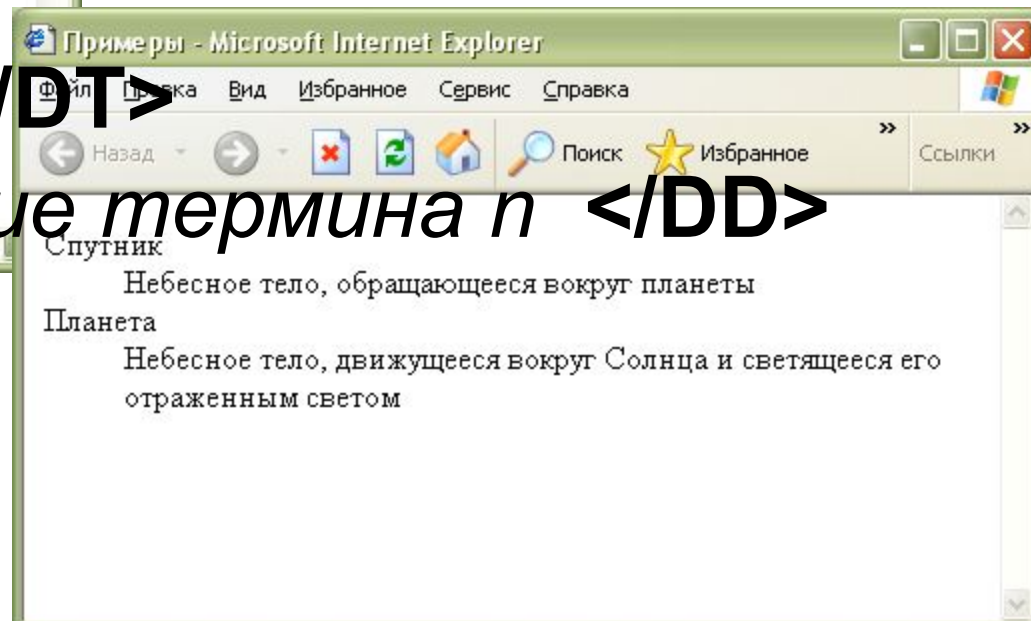 Примеры - Microsoft Internet Explorer
/DT>
Файл Правка Вид Избранное Сервис Справка
Назад Поиск Избранное » Ссылки »
ие термина n </DD>
Спутник
Небесное тело, обращающееся вокруг планеты
Планета
Небесное тело, движущееся вокруг Солнца и светящееся его
отраженным светом